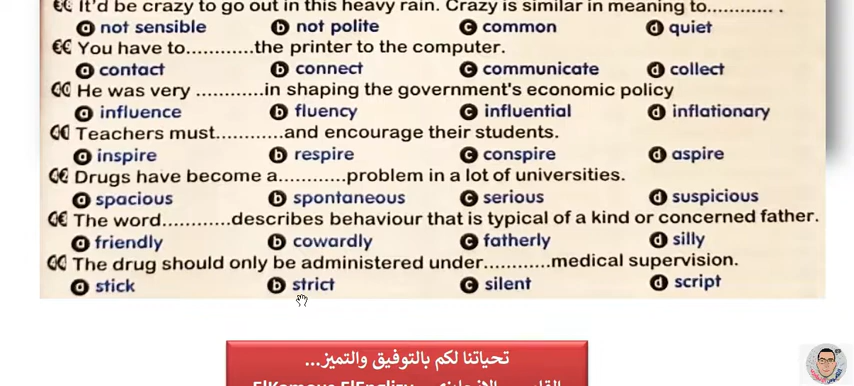 It'd be crazy to go out in this heavy rain. Crazy is similar in meaning to............ .
a not sensible b not polite c common d quiet
You have to............the printer to the computer.
a contact b connect c communicate d collect
He was very ............in shaping the government's economic policy
a influence b fluency c influential d inflationary
Teachers must............and encourage their students.
a inspire b respire c conspire d aspire
Drugs have become a............problem in a lot of universities.
a spacious b spontaneous c serious d suspicious
The word............describes behaviour that is typical of a kind or concerned father.
a friendly b cowardly c fatherly d silly
The drug should only be administered under............medical supervision.
a stick b strict c silent d script
تحياتنا لكم بالتوفيق والتميز...